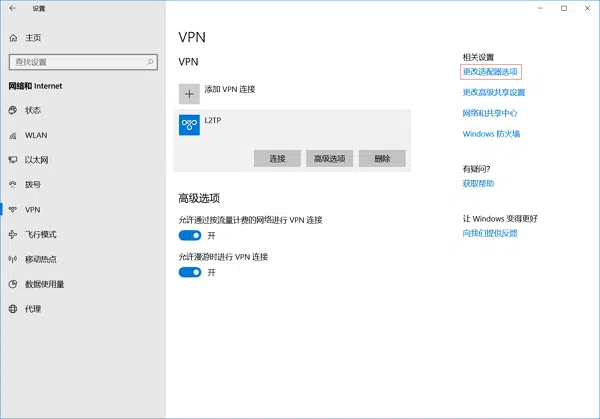 设置
主页
查找设置
网络和 Internet
状态
WLAN
以太网
拨号
VPN
飞行模式
移动热点
数据使用量
代理
VPN
VPN
添加 VPN 连接
L2TP
连接 高级选项 删除
高级选项
允许通过按流量计费的网络进行 VPN 连接
开
允许漫游时进行 VPN 连接
开
相关设置
更改适配器选项
更改高级共享设置
网络和共享中心
Windows 防火墙
有疑问?
获取帮助
让 Windows 变得更好
向我们提供反馈